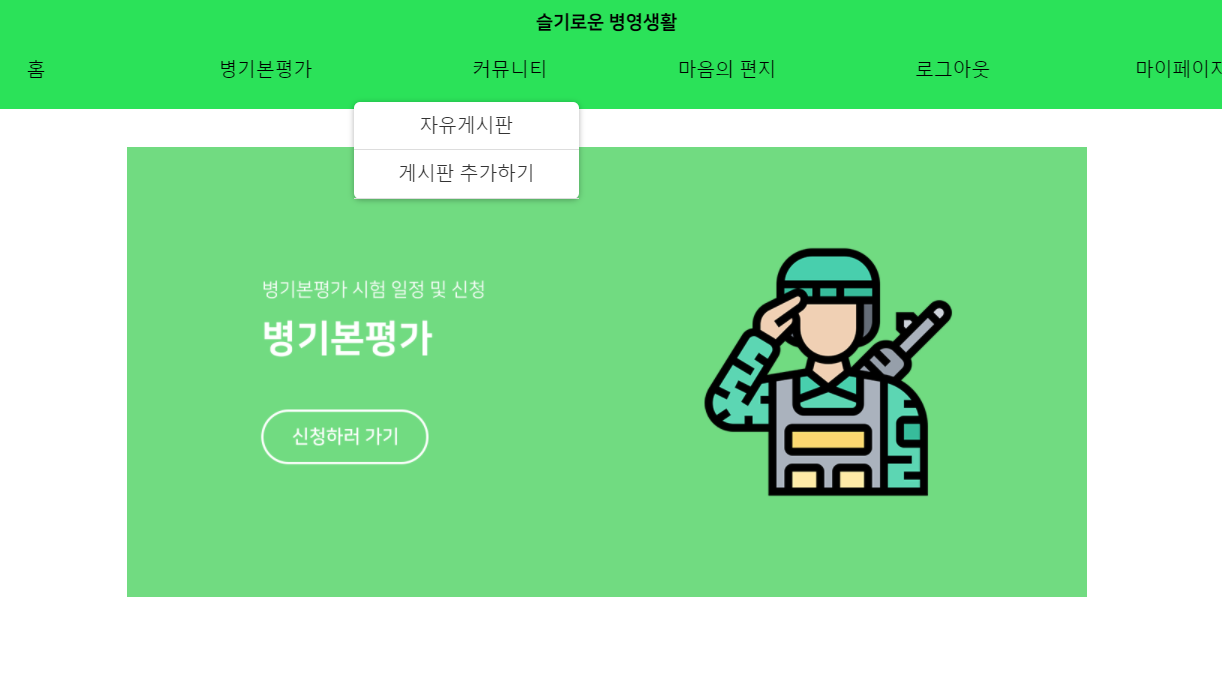 슬기로운 병영생활
홈 병기본평가 커뮤니티 마음의 편지 로그아웃 마이페이지
자유게시판
게시판 추가하기
병기본평가 시험 일정 및 신청
병기본평가
신청하러 가기